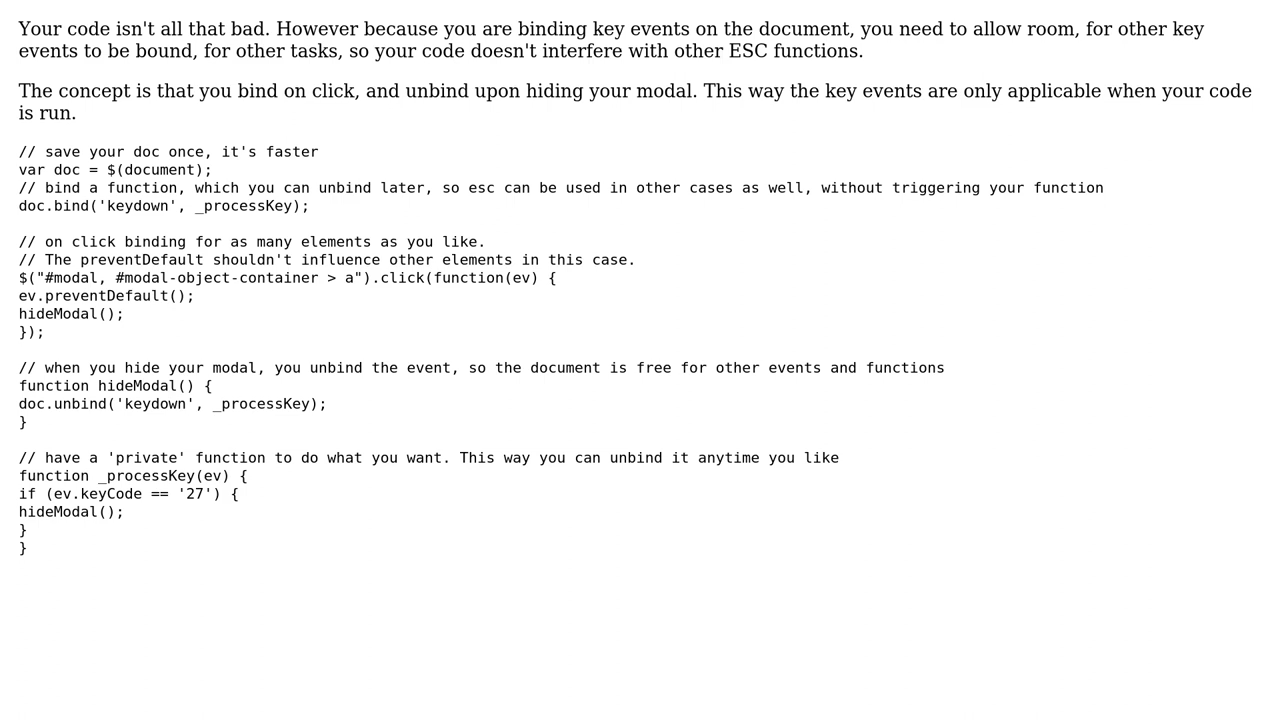 Your code isn't all that bad. However because you are binding key events on the document, you need to allow room, for other key
events to be bound, for other tasks, so your code doesn't interfere with other ESC functions.
The concept is that you bind on click, and unbind upon hiding your modal. This way the key events are only applicable when your code
is run.
// save your doc once, it's faster
var doc = $(document);
// bind a function, which you can unbind later, so esc can be used in other cases as well, without triggering your function
doc.bind('keydown', _processKey);
// on click binding for as many elements as you like.
// The preventDefault shouldn't influence other elements in this case.
$("#modal, #modal-object-container > a").click(function(ev) {
ev.preventDefault();
hideModal();
});
// when you hide your modal, you unbind the event, so the document is free for other events and functions
function hideModal() {
doc.unbind('keydown', _processKey);
}
// have a 'private' function to do what you want. This way you can unbind it anytime you like
function _processKey(ev) {
if (ev.keyCode == '27') {
hideModal();
}
}